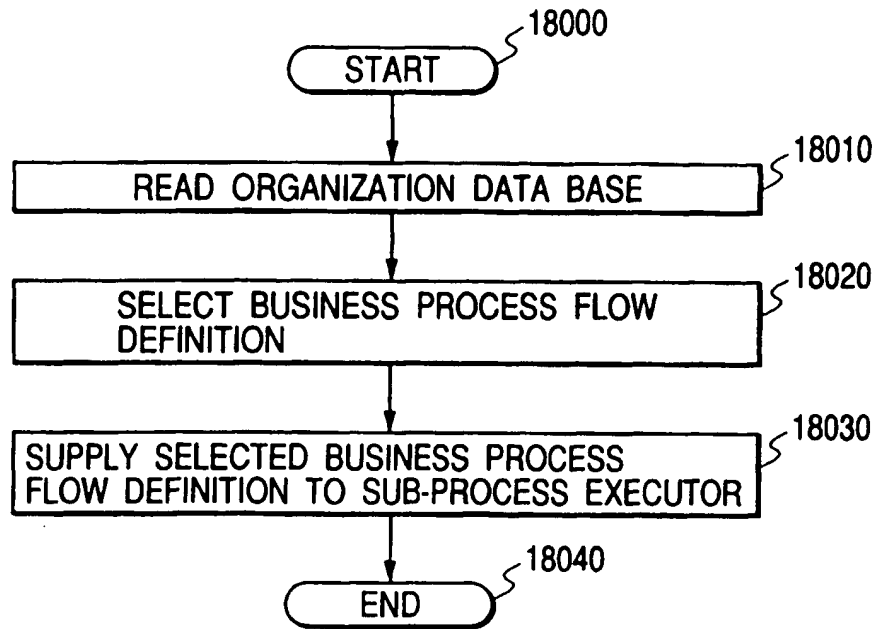 18000
START
18010
READ ORGANIZATION DATA BASE
18020
SELECT BUSINESS PROCESS FLOW
DEFINITION
18030
SUPPLY SELECTED BUSINESS PROCESS
FLOW DEFINITION TO SUB-PROCESS EXECUTOR
18040
END